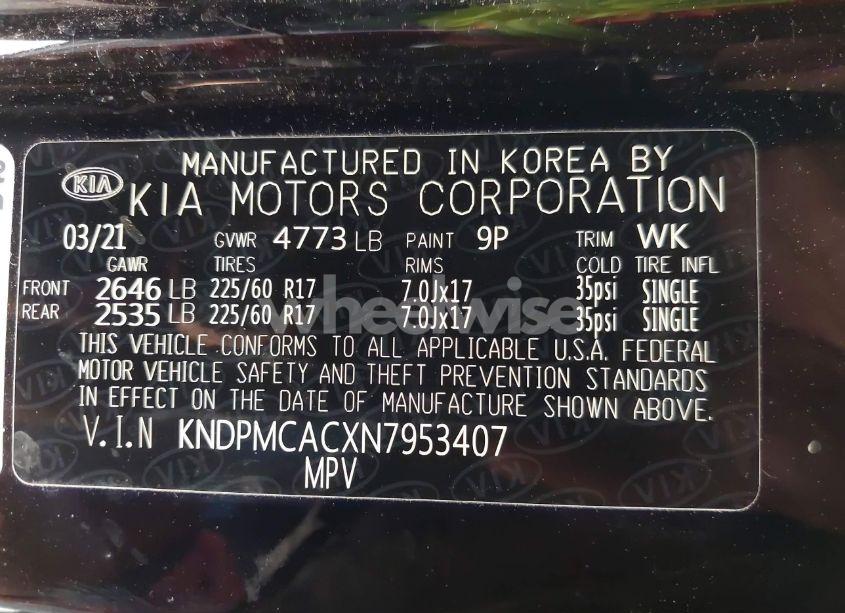 MANUFACTURED IN KOREA BY
KIA KIA MOTORS CORPORATION
03/21 GVWR 4773 LB PAINT 9P TRIM WK
GAWR TIRES RIMS COLD TIRE INFL
FRONT 2646 LB 225/60 R17 7.0Jx17 35psi SINGLE
REAR 2535 LB 225/60 R17 7.0Jx17 35psi SINGLE
wheelwise
THIS VEHICLE CONFORMS TO ALL APPLICABLE U.S.A. FEDERAL
MOTOR VEHICLE SAFETY AND THEFT PREVENTION STANDARDS
IN EFFECT ON THE DATE OF MANUFACTURE SHOWN ABOVE.
V.I.N KNDPMCACXN7953407
MPV